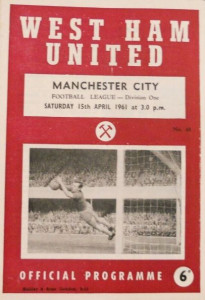 WEST HAM
UNITED
MANCHESTER CITY
FOOTBALL LEAGUE — Division One
SATURDAY 15th APRIL 1961 at 3.0 p.m.
OFFICIAL PROGRAMME
6d